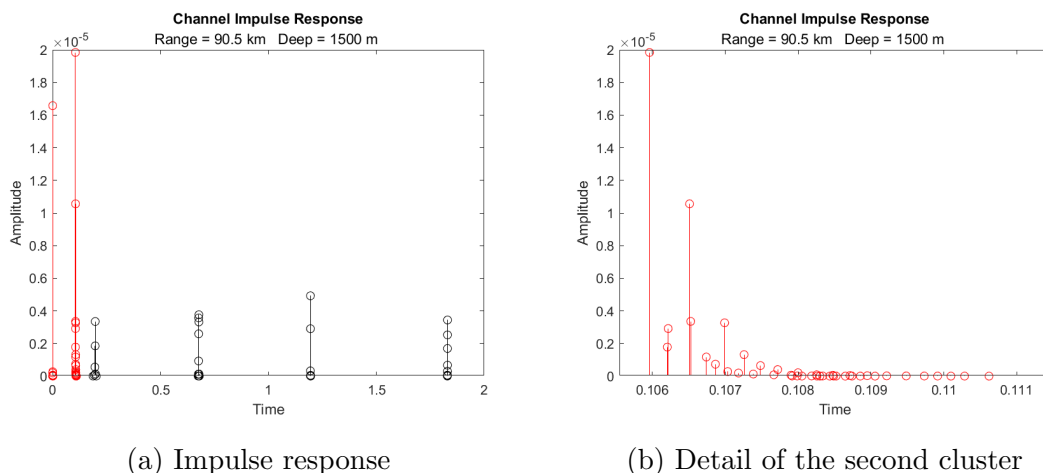 Channel Impulse Response
Range = 90.5 km   Deep = 1500 m
×10⁻⁵
2
1.8
1.6
1.4
1.2
1
0.8
0.6
0.4
0.2
0
Amplitude
0 0.5 1 1.5 2
Time
(a) Impulse response
Channel Impulse Response
Range = 90.5 km   Deep = 1500 m
×10⁻⁵
2
1.8
1.6
1.4
1.2
1
0.8
0.6
0.4
0.2
0
Amplitude
0.106 0.107 0.108 0.109 0.11 0.111
Time
(b) Detail of the second cluster